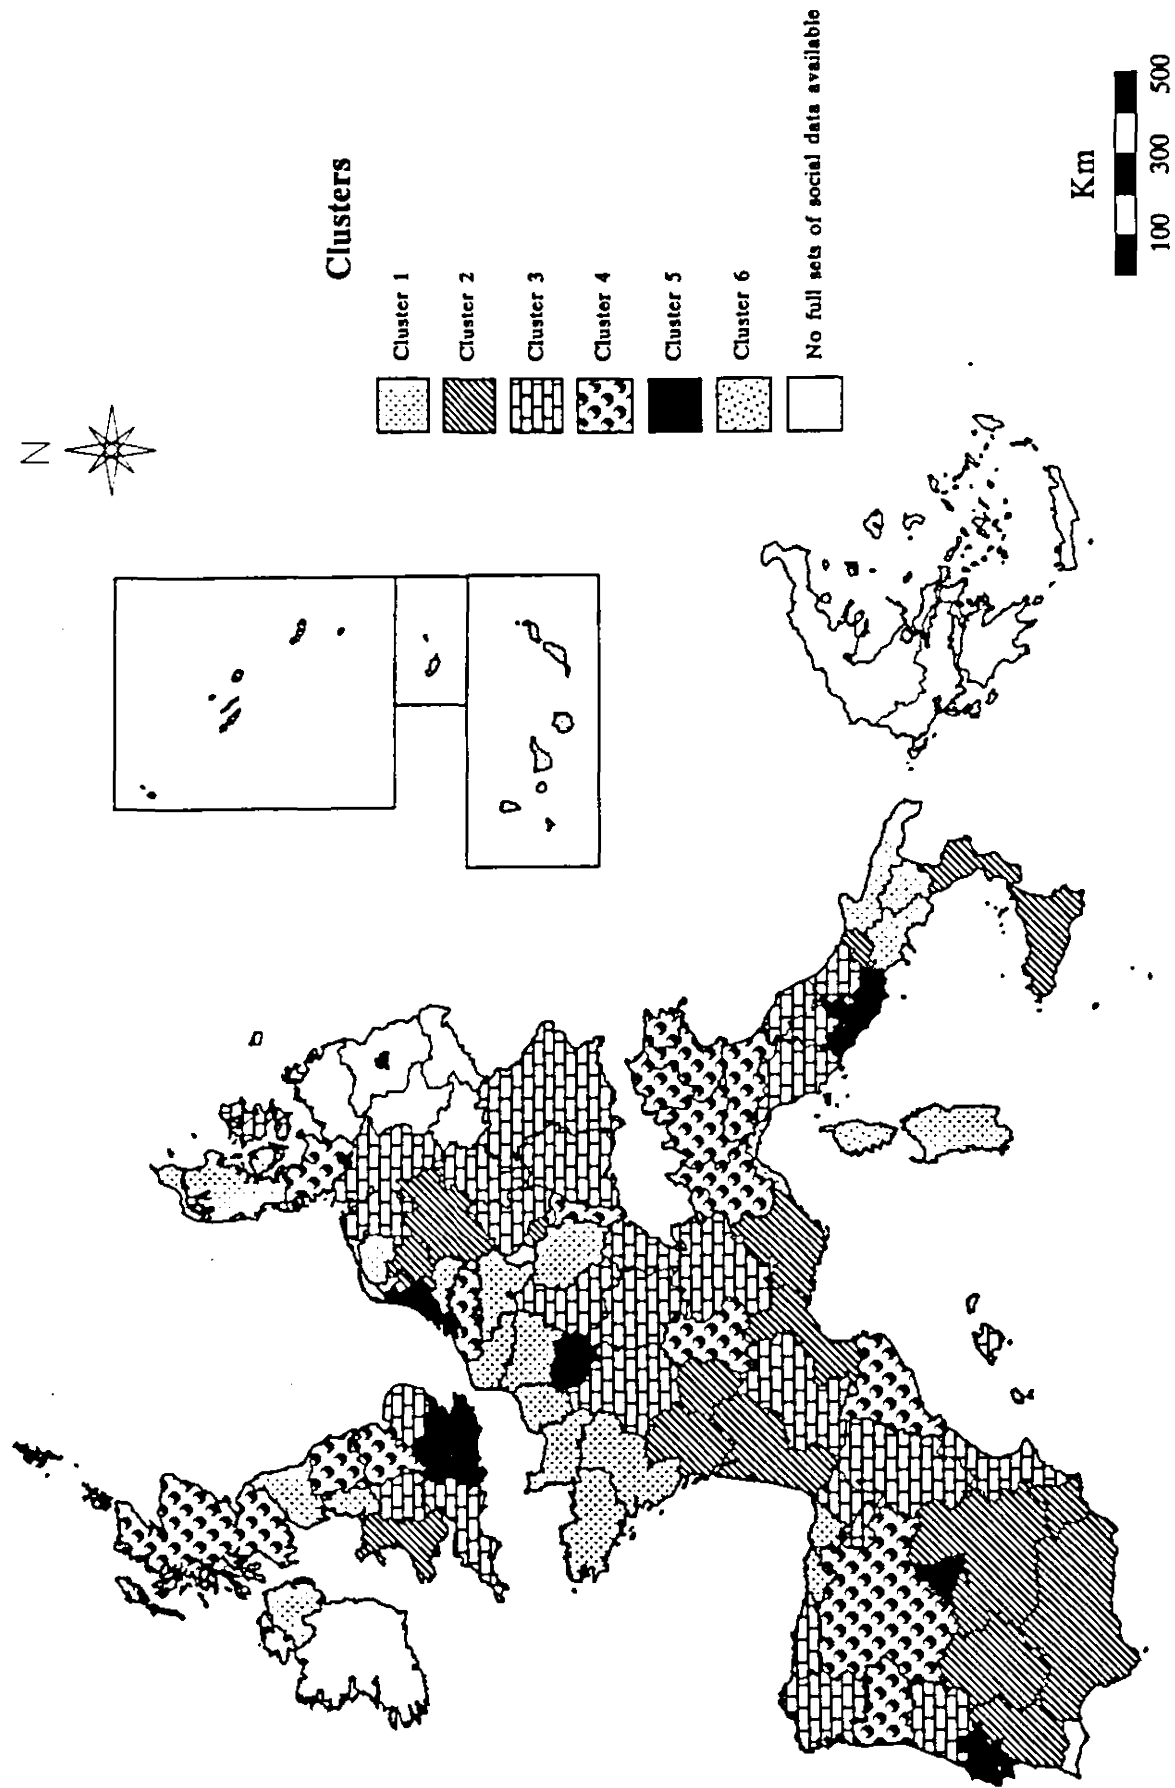 N
Clusters
Cluster 1
Cluster 2
Cluster 3
Cluster 4
Cluster 5
Cluster 6
No full sets of social data available
Km
100 300 500